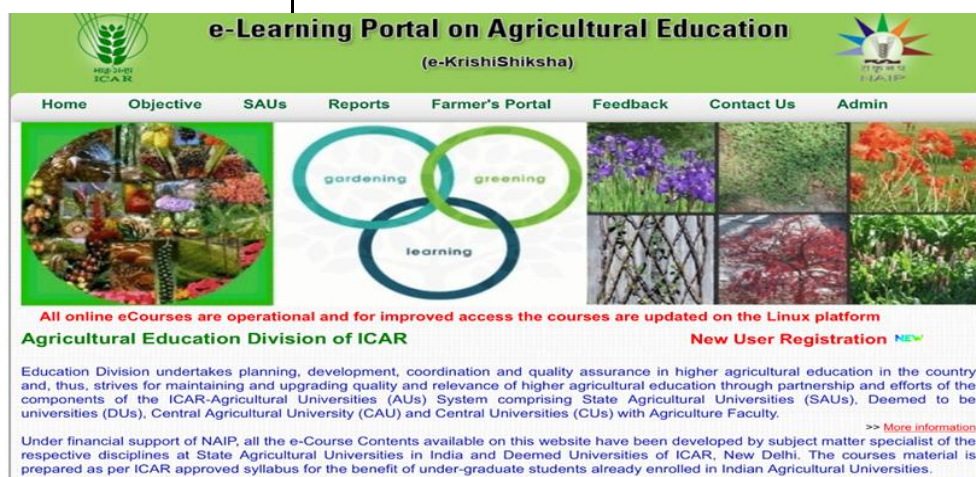 e-Learning Portal on Agricultural Education
(e-KrishiShiksha)
ICAR
NAIP
Home Objective SAUs Reports Farmer's Portal Feedback Contact Us Admin
gardening greening
learning
All online eCourses are operational and for improved access the courses are updated on the Linux platform
Agricultural Education Division of ICAR New User Registration NEW
Education Division undertakes planning, development, coordination and quality assurance in higher agricultural education in the country
and, thus, strives for maintaining and upgrading quality and relevance of higher agricultural education through partnership and efforts of the
components of the ICAR-Agricultural Universities (AUs) System comprising State Agricultural Universities (SAUs), Deemed to be
universities (DUs), Central Agricultural University (CAU) and Central Universities (CUs) with Agriculture Faculty.
>> More information
Under financial support of NAIP, all the e-Course Contents available on this website have been developed by subject matter specialist of the
respective disciplines at State Agricultural Universities in India and Deemed Universities of ICAR, New Delhi. The courses material is
prepared as per ICAR approved syllabus for the benefit of under-graduate students already enrolled in Indian Agricultural Universities.